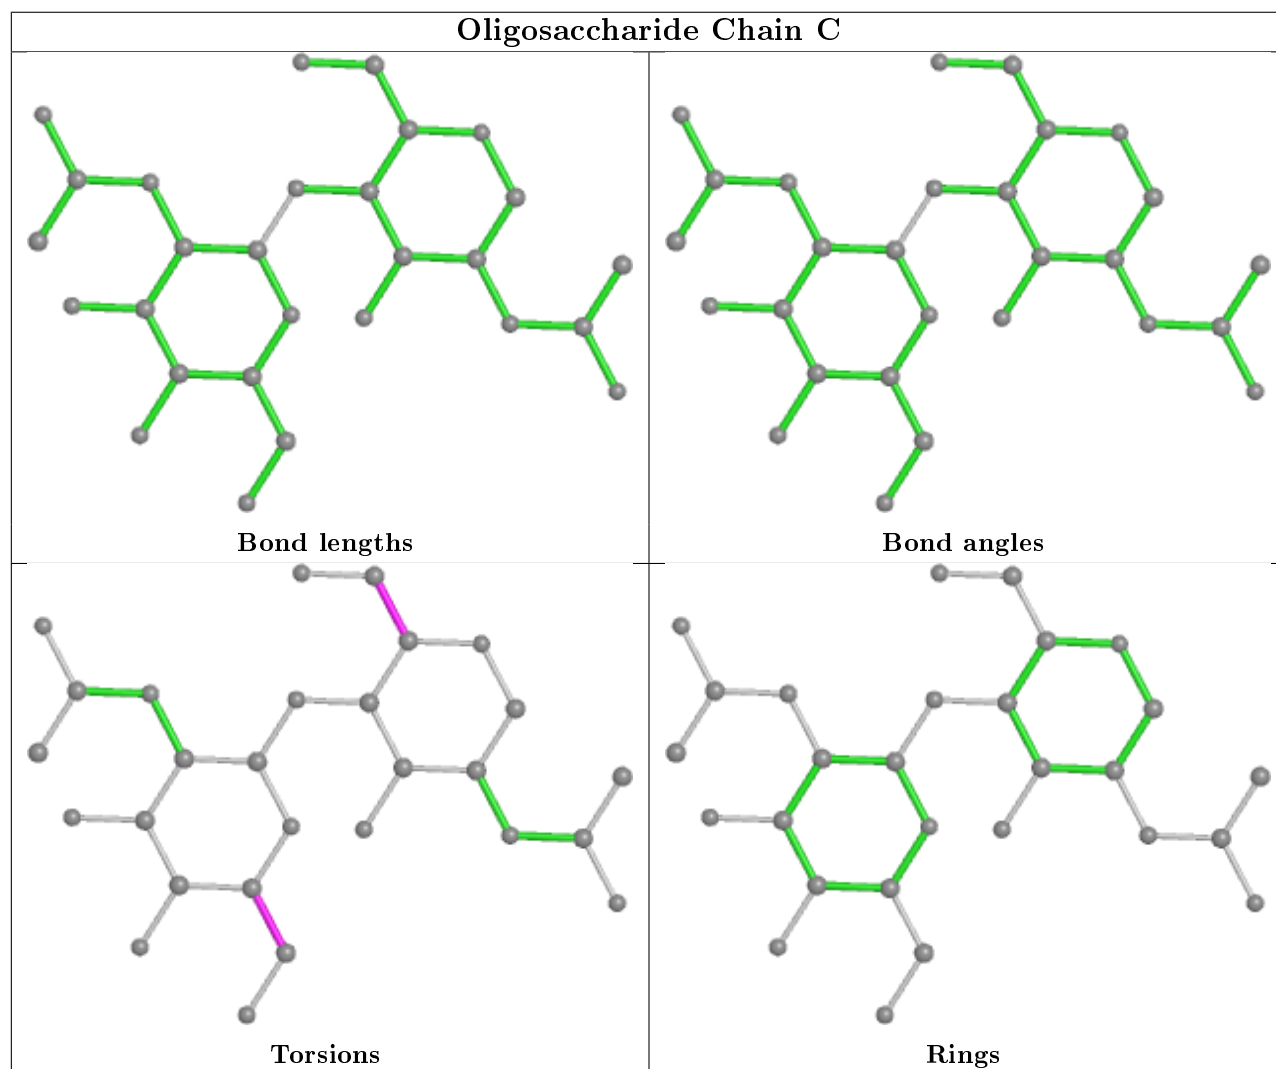 Oligosaccharide Chain C
Bond lengths
Bond angles
Torsions
Rings